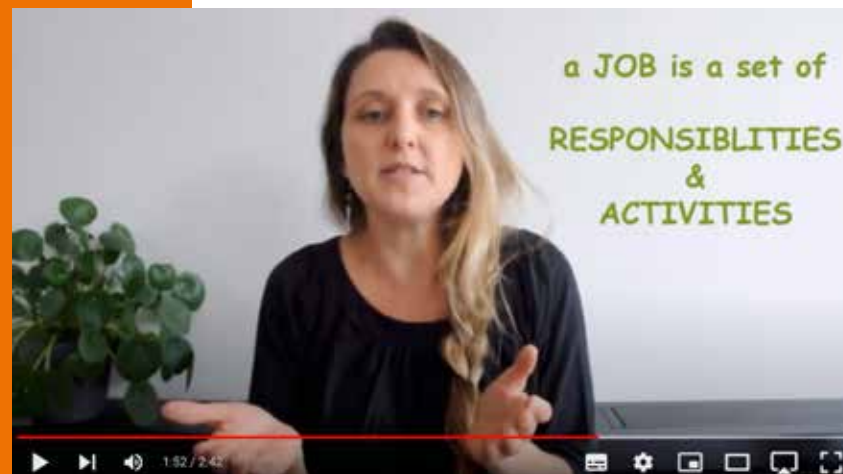 a JOB is a set of
RESPONSIBLITIES
&
ACTIVITIES
1:52 / 2:42